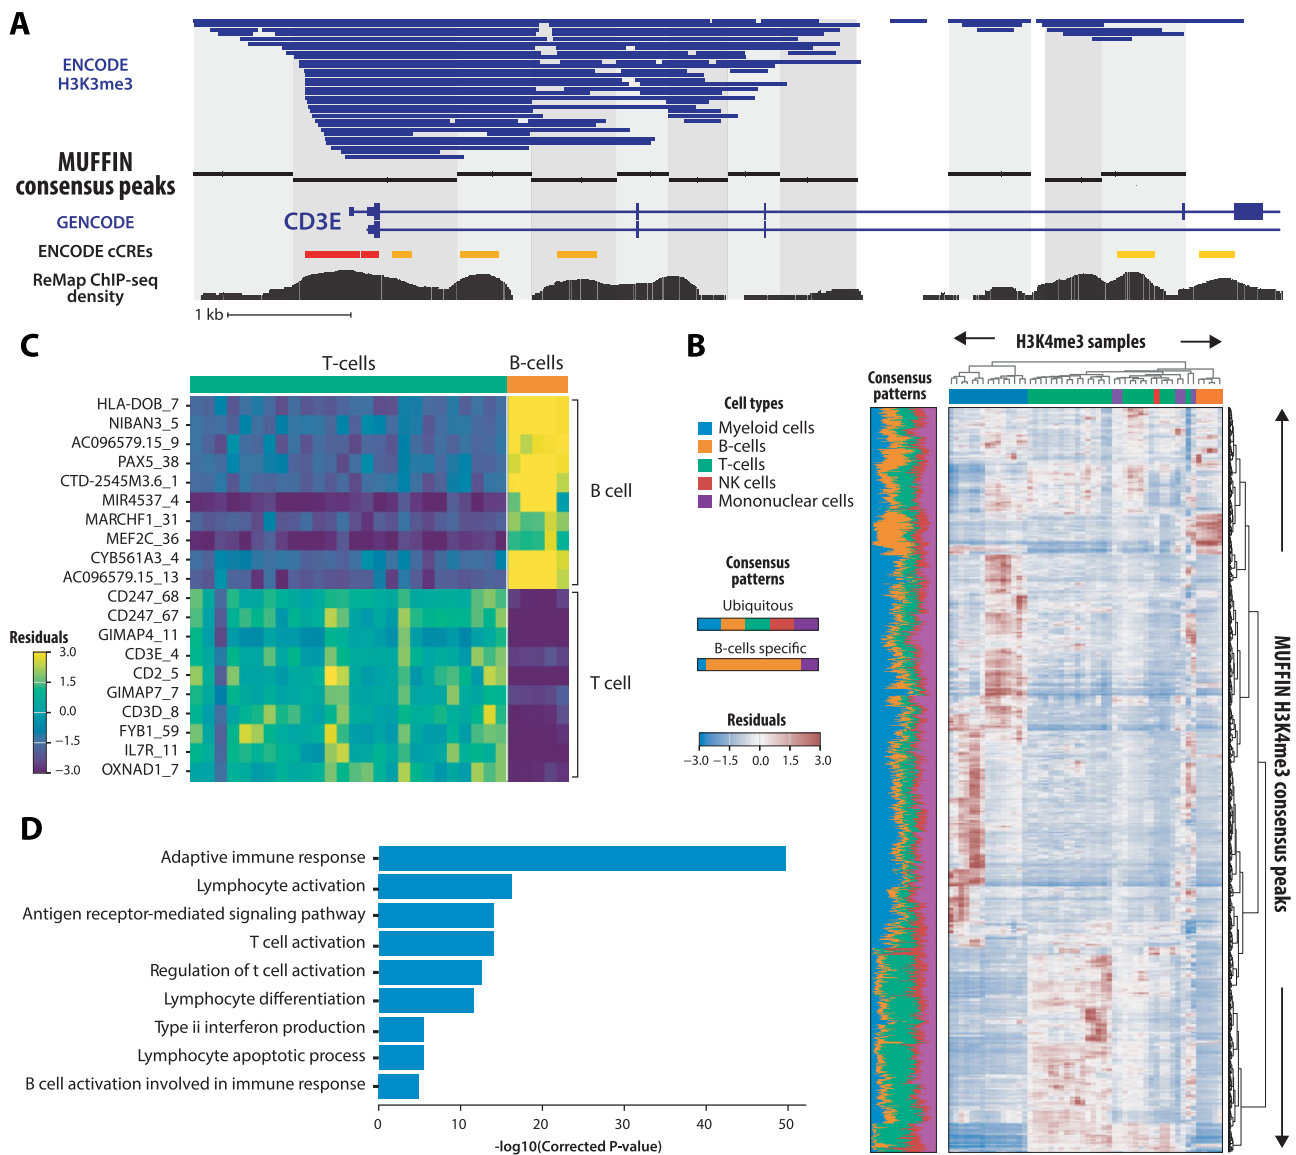 A
ENCODE
H3K3me3
MUFFIN
consensus peaks
GENCODE
CD3E
ENCODE cCREs
ReMap ChIP-seq
density
1 kb
C
T-cells
B-cells
HLA-DOB_7
NIBAN3_5
AC096579.15_9
PAX5_38
CTD-2545M3.6_1
MIR4537_4
MARCHF1_31
MEF2C_36
CYB561A3_4
AC096579.15_13
CD247_68
CD247_67
GIMAP4_11
CD3E_4
CD2_5
GIMAP7_7
CD3D_8
FYB1_59
IL7R_11
OXNAD1_7
B cell
T cell
Residuals
3.0
1.5
0.0
−1.5
−3.0
B
H3K4me3 samples
Consensus
patterns
Cell types
Myeloid cells
B-cells
T-cells
NK cells
Mononuclear cells
Consensus
patterns
Ubiquitous
B-cells specific
Residuals
−3.0 −1.5 0.0 1.5 3.0
MUFFIN H3K4me3 consensus peaks
D
Adaptive immune response
Lymphocyte activation
Antigen receptor-mediated signaling pathway
T cell activation
Regulation of t cell activation
Lymphocyte differentiation
Type ii interferon production
Lymphocyte apoptotic process
B cell activation involved in immune response
0 10 20 30 40 50
-log10(Corrected P-value)